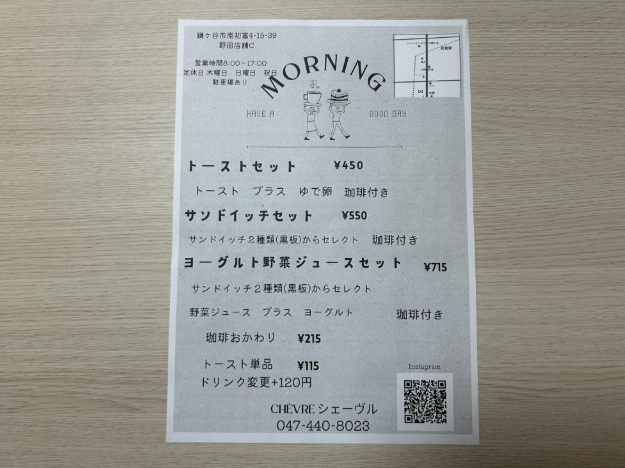 鎌ヶ谷市南初富4-15-39
野田店舗C
営業時間8:00〜17:00
定休日 木曜日 日曜日 祝日
駐車場あり
MORNING
HAVE A GOOD DAY
トーストセット ¥450
トースト プラス ゆで卵 珈琲付き
サンドイッチセット ¥550
サンドイッチ２種類(黒板)からセレクト 珈琲付き
ヨーグルト野菜ジュースセット ¥715
サンドイッチ２種類(黒板)からセレクト
野菜ジュース プラス ヨーグルト 珈琲付き
珈琲おかわり ¥215
トースト単品 ¥115
ドリンク変更+120円
Instagram
CHÈVRE シェーヴル
047-440-8023